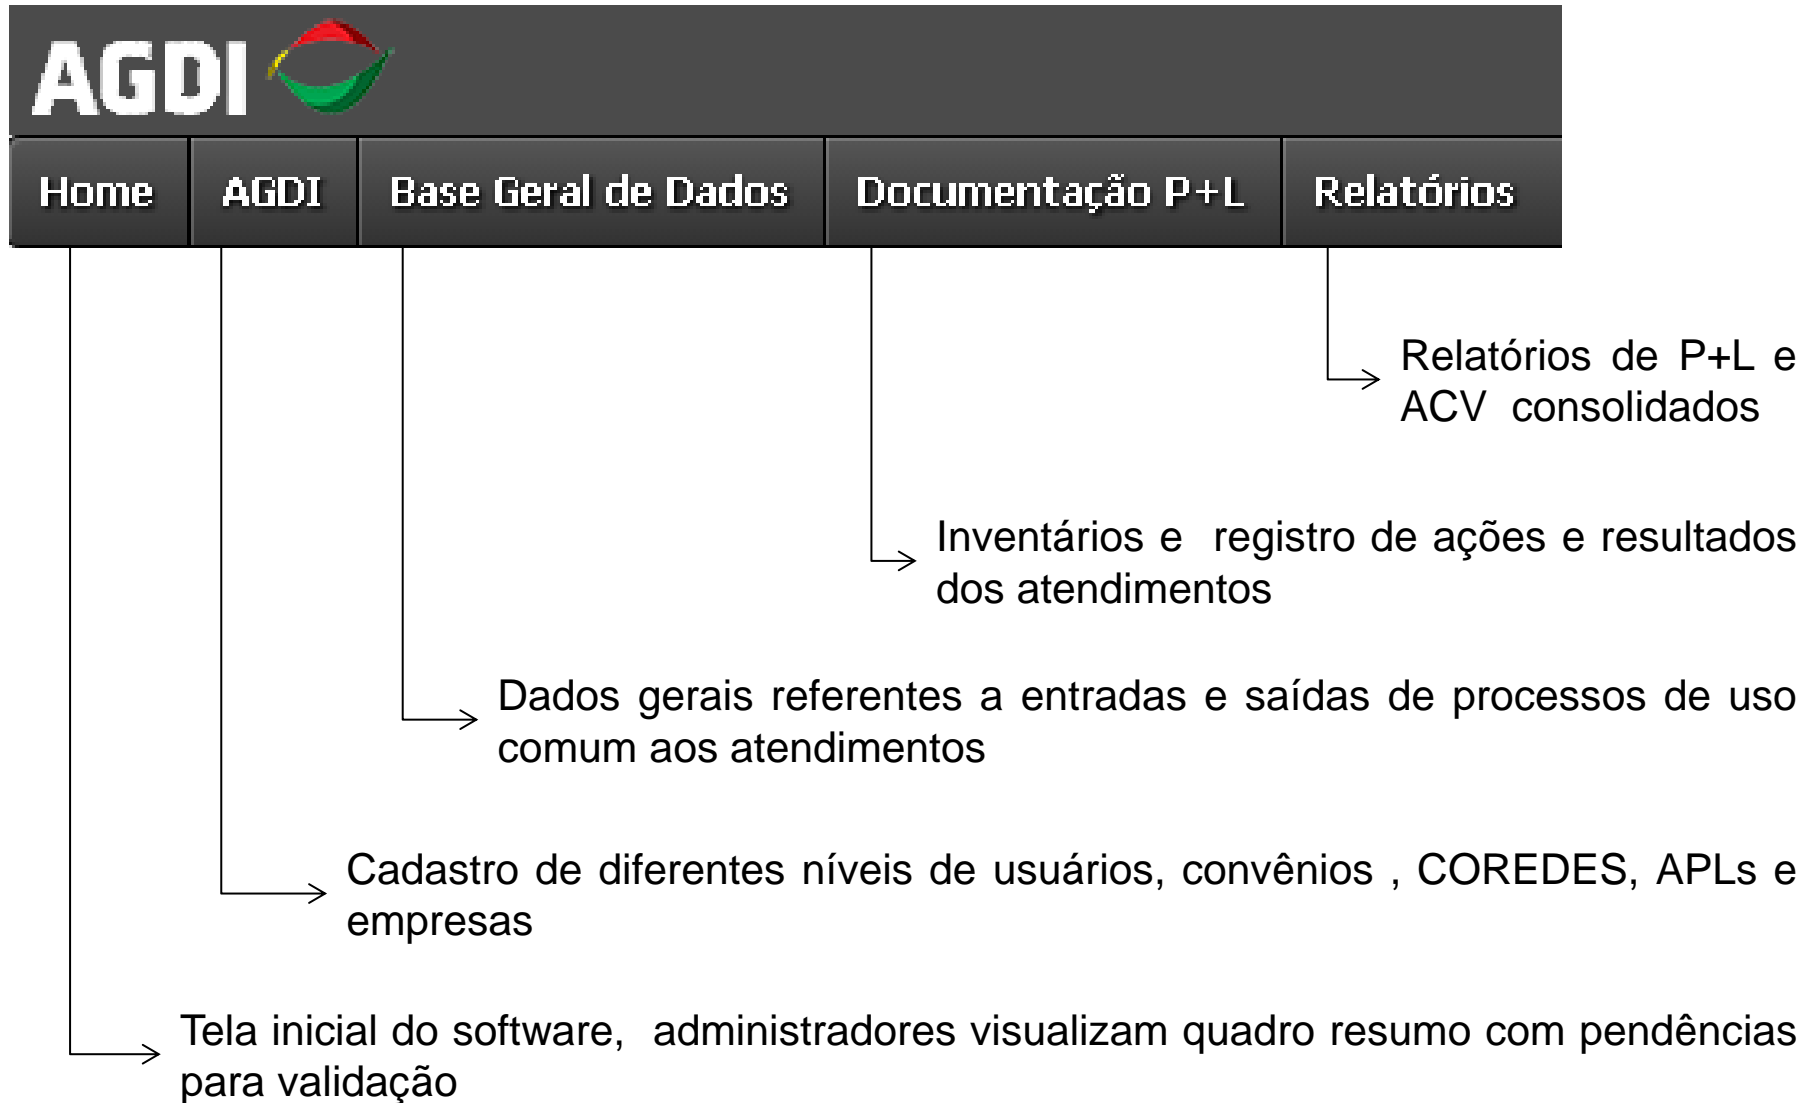 AGDI
Home AGDI Base Geral de Dados Documentação P+L Relatórios
Relatórios de P+L e
ACV consolidados
Inventários e registro de ações e resultados
dos atendimentos
Dados gerais referentes a entradas e saídas de processos de uso
comum aos atendimentos
Cadastro de diferentes níveis de usuários, convênios , COREDES, APLs e
empresas
Tela inicial do software, administradores visualizam quadro resumo com pendências
para validação